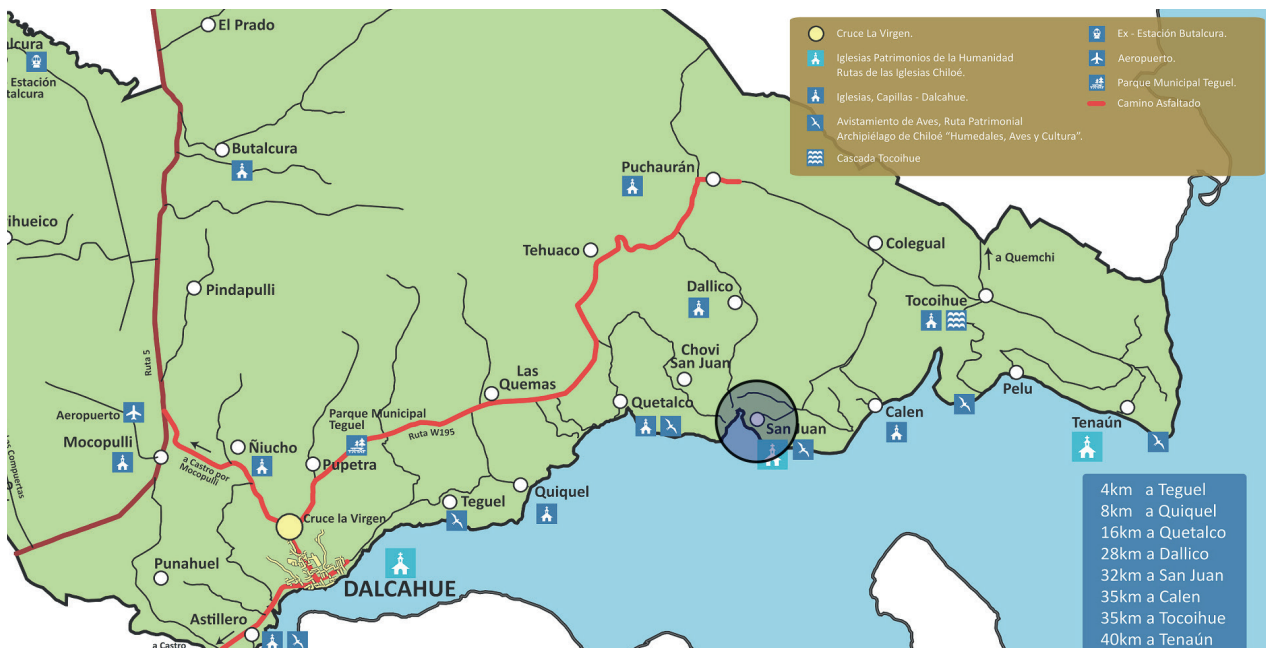 El Prado
alcura
Estación
talcura
Butalcura
ihueico
Pindapulli
Ruta 5
Aeropuerto
Mocopulli
Las Compuertas
a Castro por
Mocopulli
Ñiucho
Parque Municipal
Teguel
Pupetra
Ruta W195
Cruce la Virgen
Punahuel
Astillero
a Castro
DALCAHUE
Teguel
Quiquel
Las
Quemas
Tehuaco
Puchaurán
Dallico
Chovi
San Juan
Quetalco
San Juan
Calen
Colegual
a Quemchi
Tocoihue
Pelu
Tenaún
Cruce La Virgen.
Iglesias Patrimonios de la Humanidad
Rutas de las Iglesias Chiloé.
Iglesias, Capillas - Dalcahue.
Avistamiento de Aves, Ruta Patrimonial
Archipiélago de Chiloé "Humedales, Aves y Cultura".
Cascada Tocoihue
Ex - Estación Butalcura.
Aeropuerto.
Parque Municipal Teguel.
Camino Asfaltado
4km a Teguel
8km a Quiquel
16km a Quetalco
28km a Dallico
32km a San Juan
35km a Calen
35km a Tocoihue
40km a Tenaún